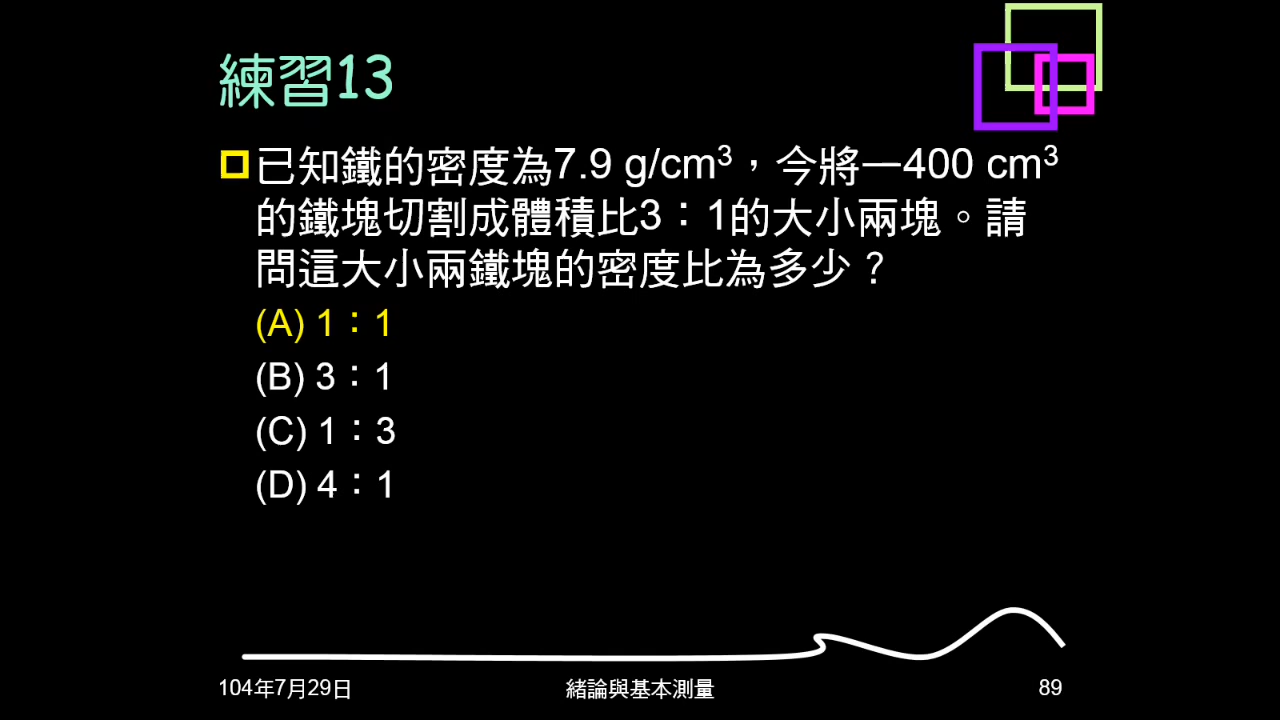 練習13
已知鐵的密度為7.9 g/cm³，今將一400 cm³
的鐵塊切割成體積比3：1的大小兩塊。請
問這大小兩鐵塊的密度比為多少？
(A) 1：1
(B) 3：1
(C) 1：3
(D) 4：1
104年7月29日
緒論與基本測量
89